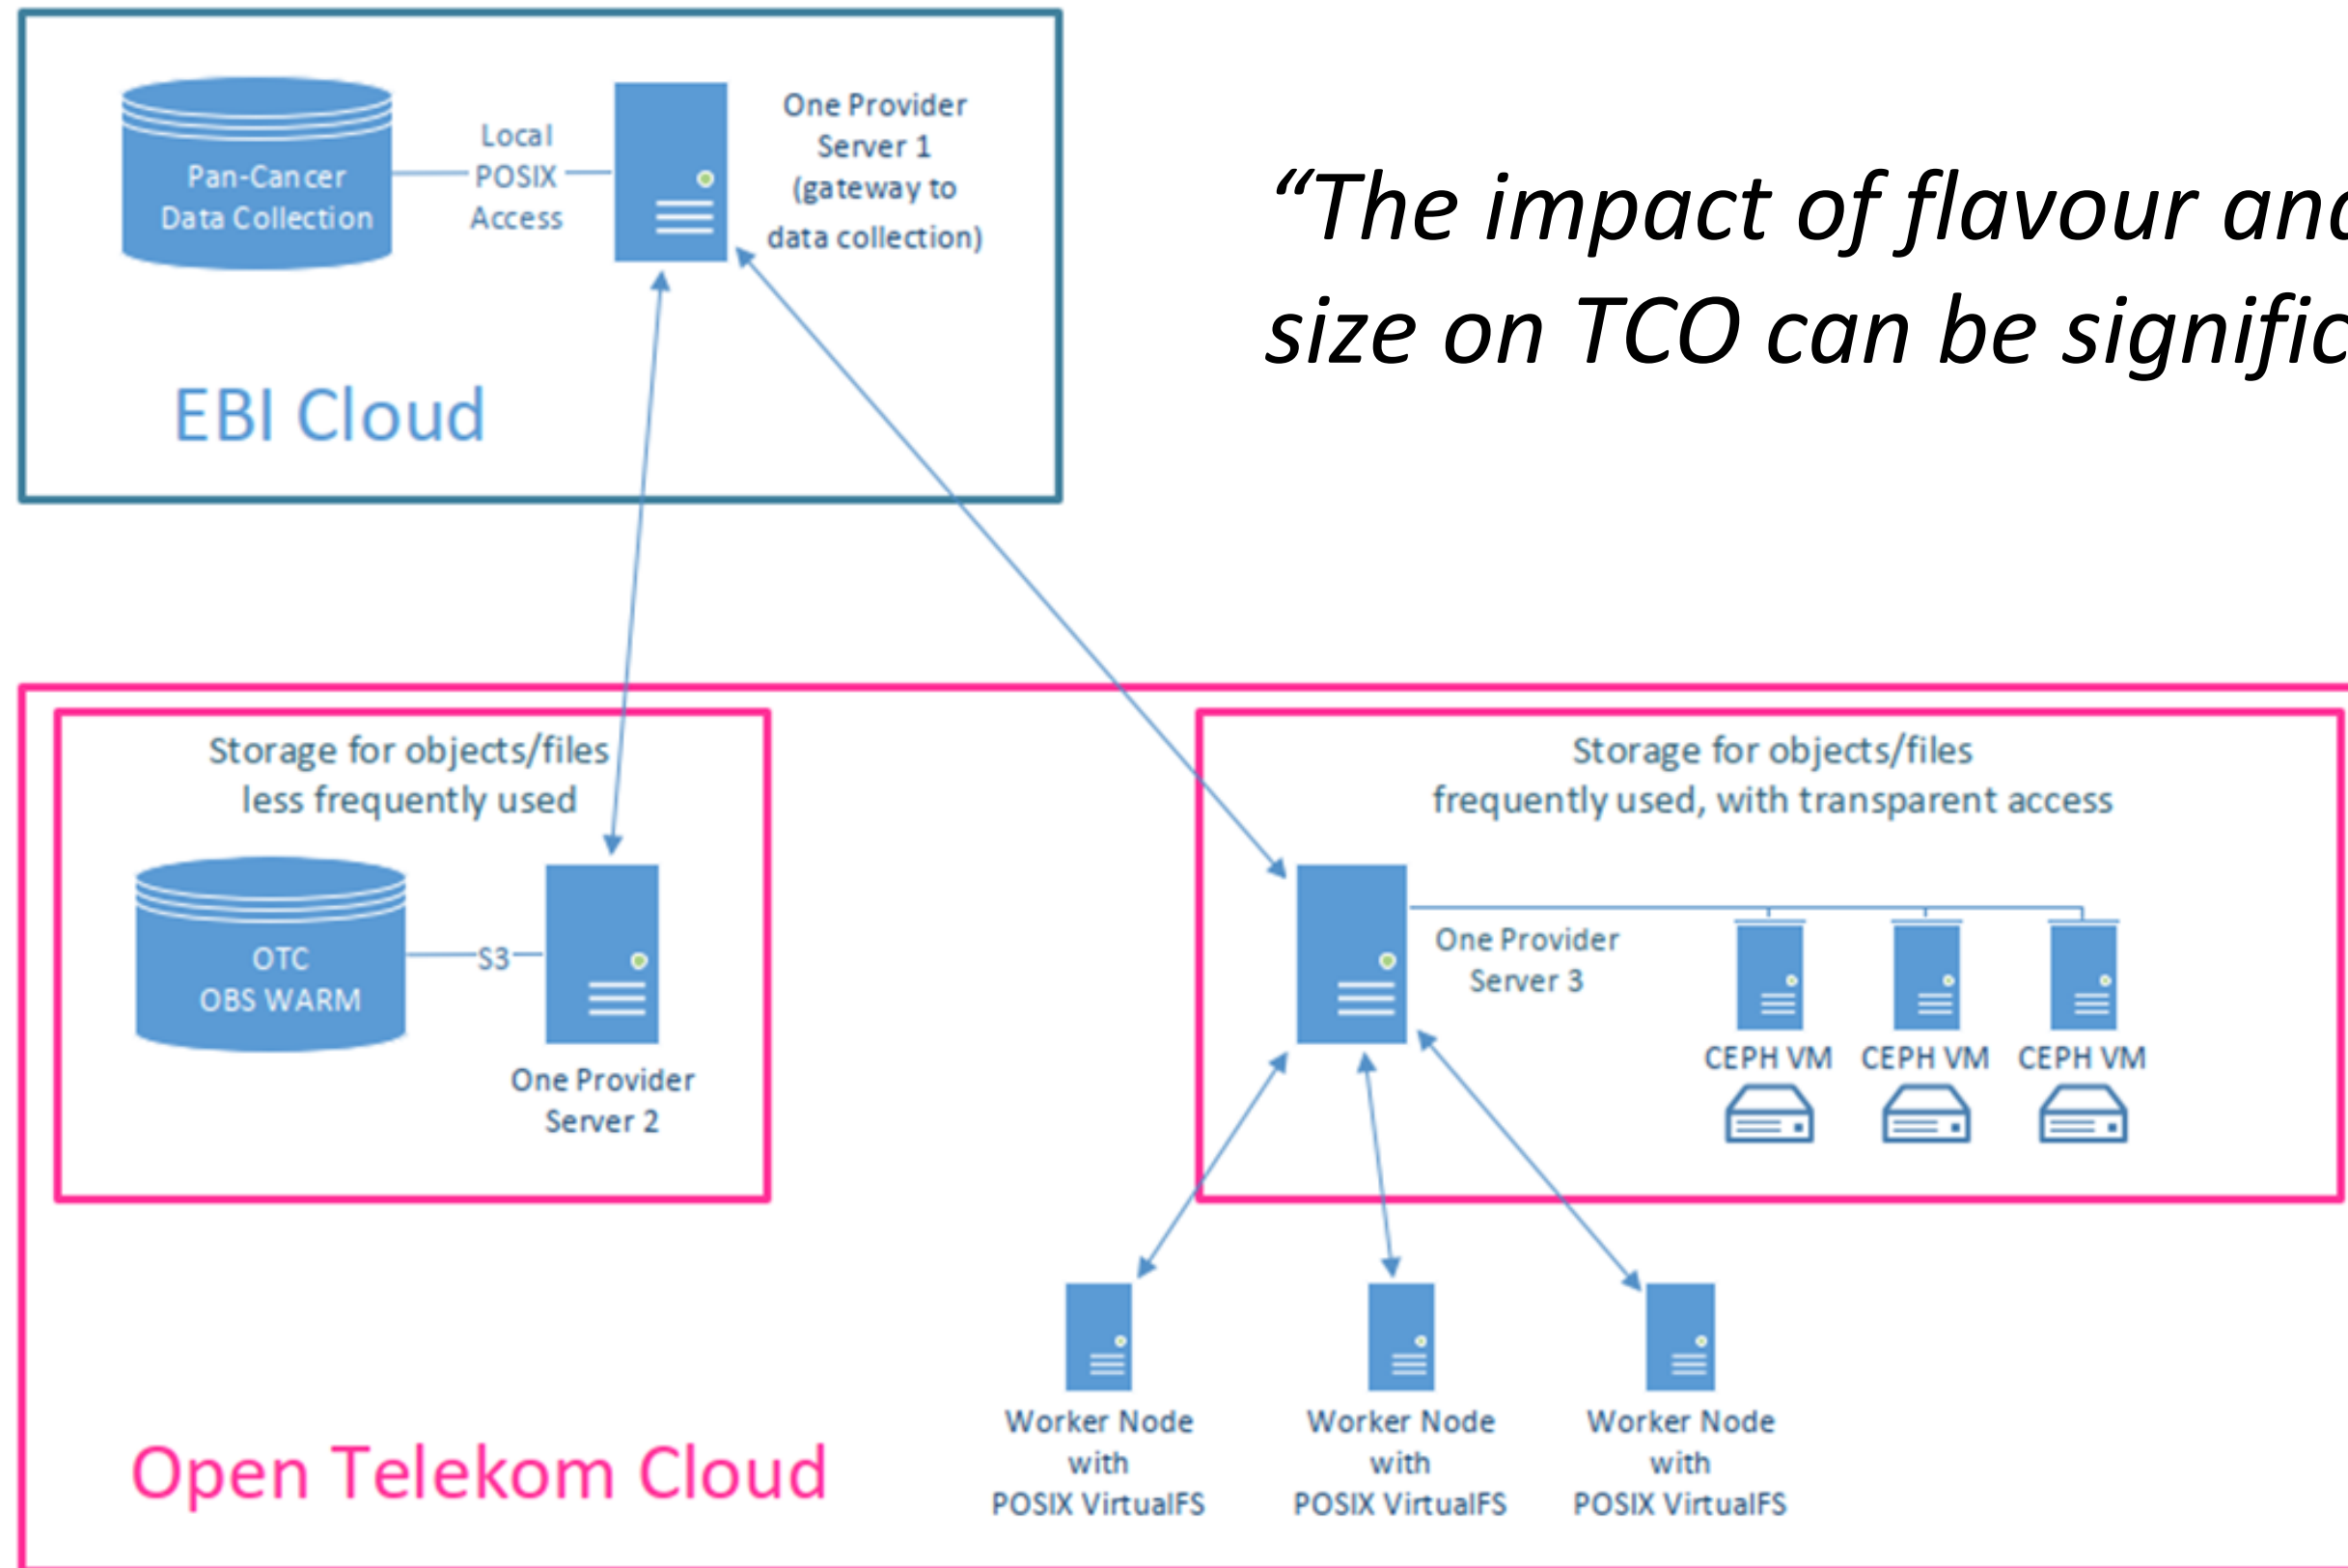 Pan-Cancer
Data Collection
Local
POSIX
Access
One Provider
Server 1
(gateway to
data collection)
EBI Cloud
“The impact of flavour and
size on TCO can be signific
Storage for objects/files
less frequently used
OTC
OBS WARM
S3
One Provider
Server 2
Storage for objects/files
frequently used, with transparent access
One Provider
Server 3
CEPH VM
CEPH VM
CEPH VM
Worker Node
with
POSIX VirtualFS
Worker Node
with
POSIX VirtualFS
Worker Node
with
POSIX VirtualFS
Open Telekom Cloud